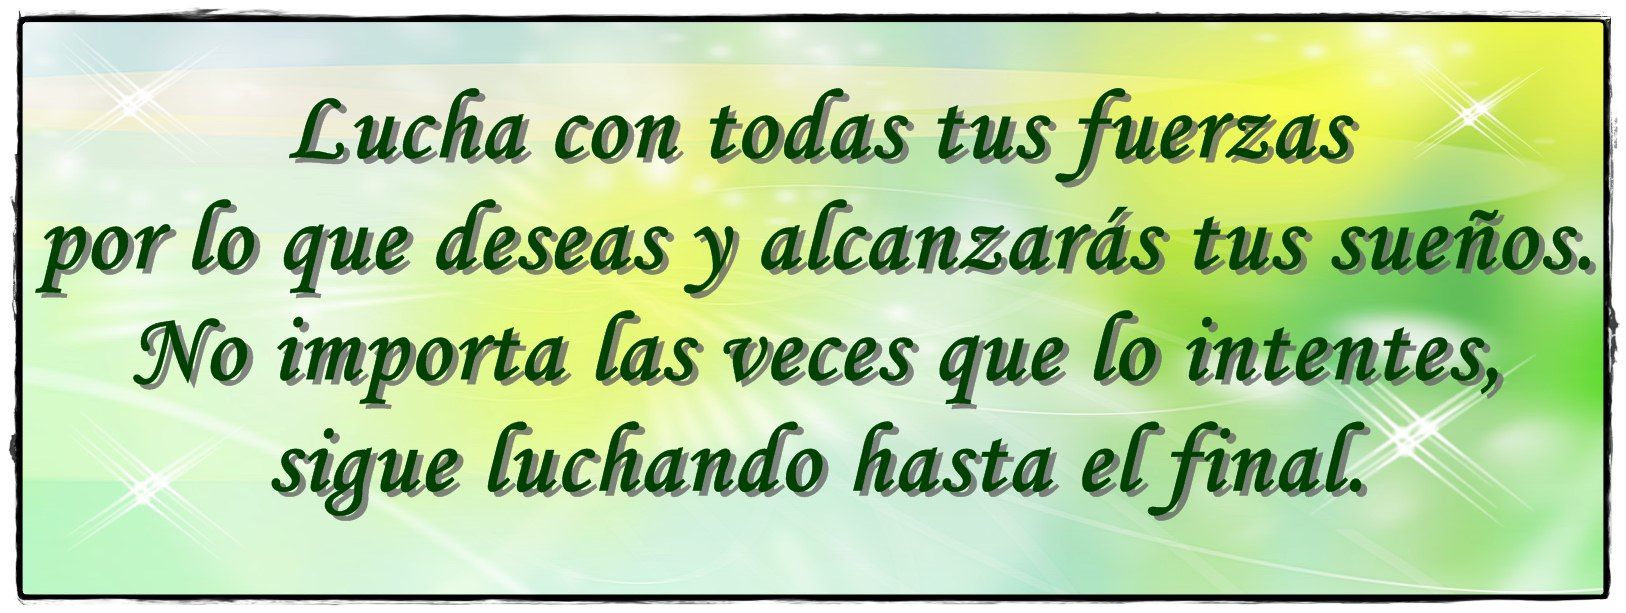 Lucha con todas tus fuerzas
por lo que deseas y alcanzarás tus sueños.
No importa las veces que lo intentes,
sigue luchando hasta el final.